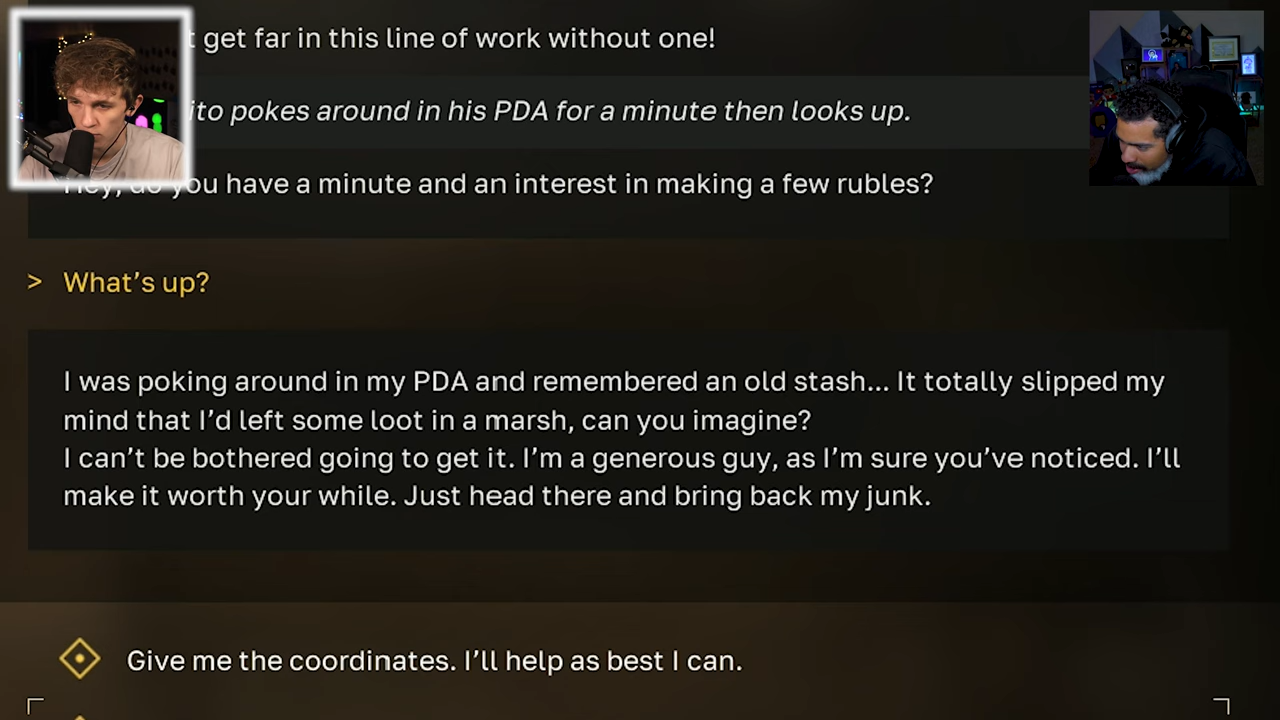 get far in this line of work without one!
pokes around in his PDA for a minute then looks up.
you have a minute and an interest in making a few rubles?
> What's up?
I was poking around in my PDA and remembered an old stash... It totally slipped my
mind that I'd left some loot in a marsh, can you imagine?
I can't be bothered going to get it. I'm a generous guy, as I'm sure you've noticed. I'll
make it worth your while. Just head there and bring back my junk.
Give me the coordinates. I'll help as best I can.